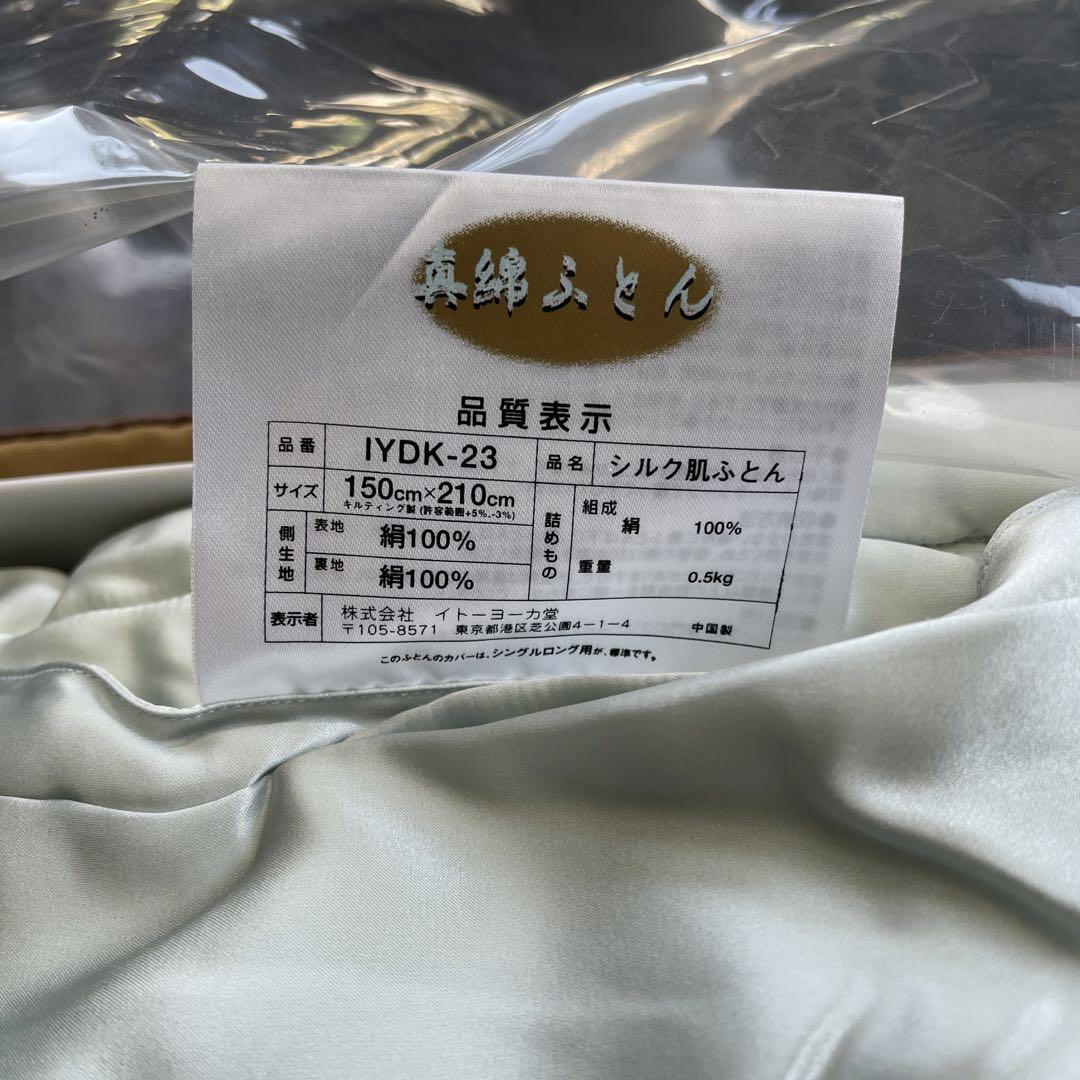 真綿ふとん
品質表示
品番 IYDK-23 品名 シルク肌ふとん
サイズ 150cm×210cm
キルティング製 (許容範囲+5%.-3%)
側生地 表地 絹100%
裏地 絹100%
詰めもの 組成 絹 100%
重量 0.5kg
表示者 株式会社 イトーヨーカ堂
〒105-8571 東京都港区芝公園4-1-4 中国製
このふとんのカバーは、シングルロング用が、標準です。